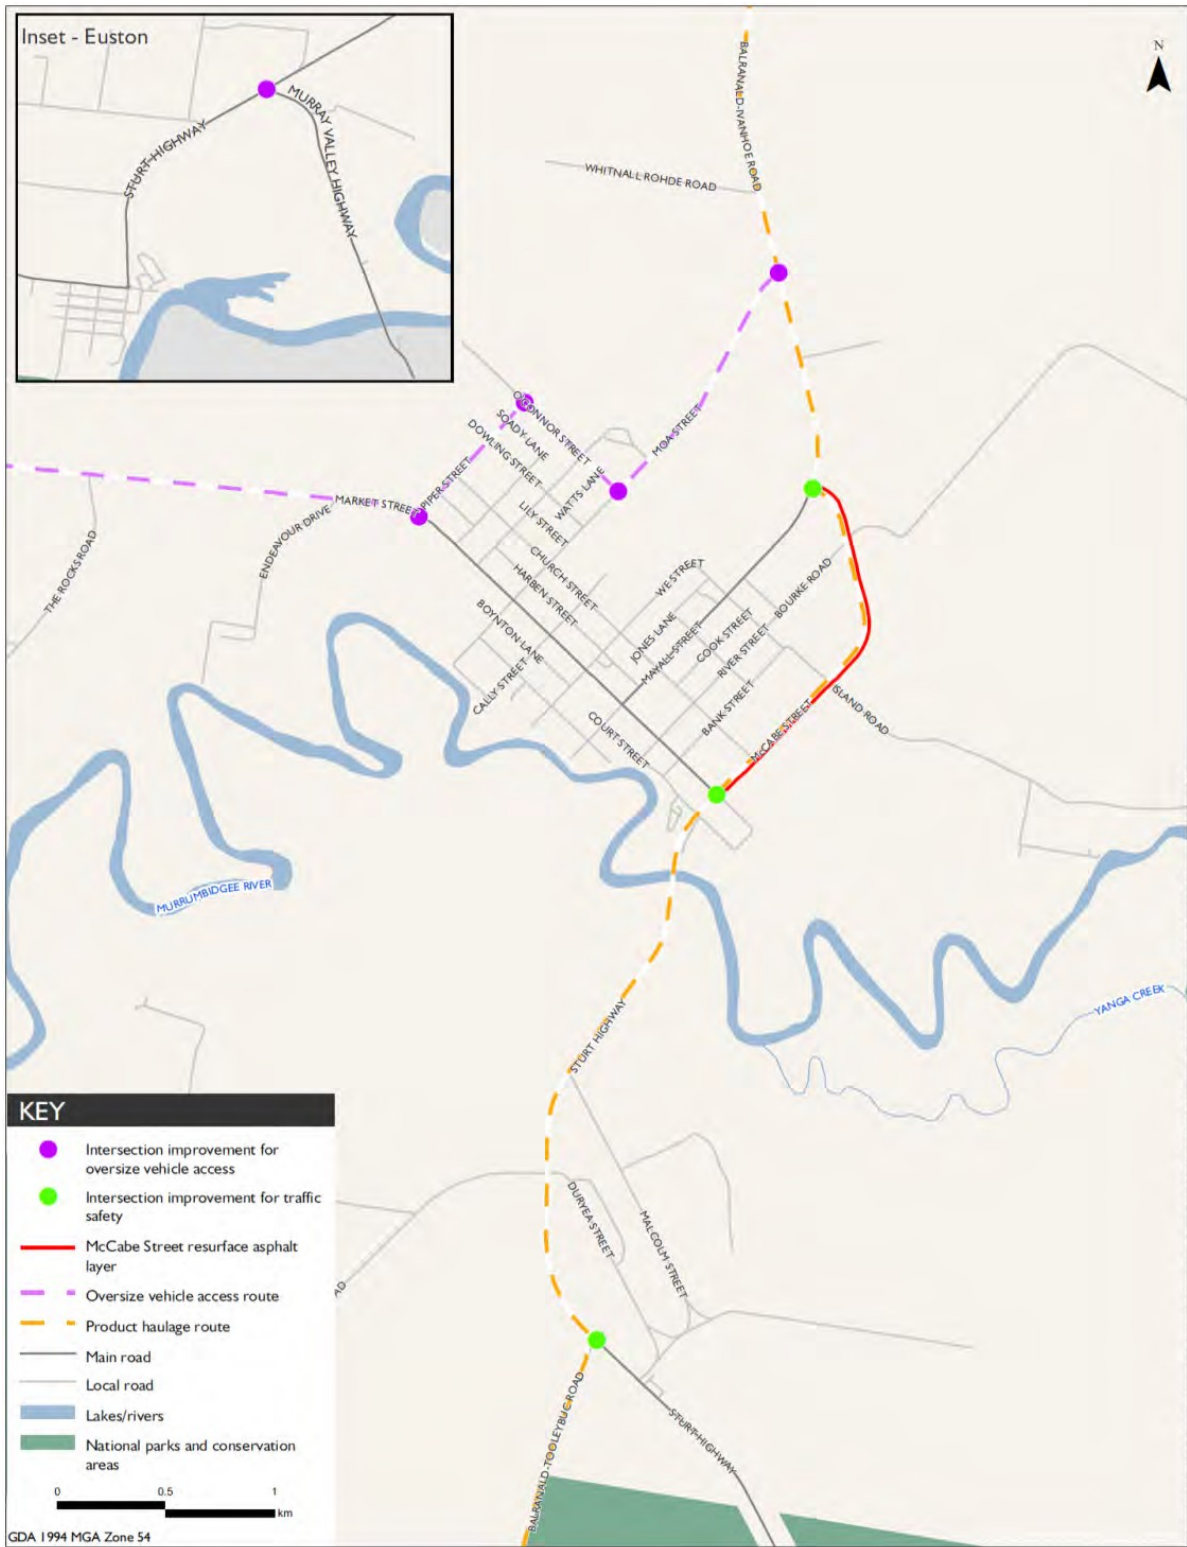 Inset - Euston
N
STURT HIGHWAY
MURRAY VALLEY HIGHWAY
BALRANALD-IVANHOE ROAD
WHITNALL ROHDE ROAD
O'CONNOR STREET
SOADY LANE
DOWLING STREET
MOA STREET
PIPER STREET
WATTS LANE
MARKET STREET
LILY STREET
ENDEAVOUR DRIVE
THE ROCKS ROAD
CHURCH STREET
HARBEN STREET
WE STREET
BOURKE ROAD
BOYNTON LANE
JONES LANE
MAYALL STREET
COOK STREET
RIVER STREET
CALLY STREET
BANK STREET
ISLAND ROAD
COURT STREET
McCABE STREET
MURRUMBIDGEE RIVER
YANGA CREEK
STURT HIGHWAY
DURYEA STREET
MALCOLM STREET
AD
BALRANALD-TOOLEYBUC ROAD
STURT HIGHWAY
KEY
Intersection improvement for
oversize vehicle access
Intersection improvement for traffic
safety
McCabe Street resurface asphalt
layer
Oversize vehicle access route
Product haulage route
Main road
Local road
Lakes/rivers
National parks and conservation
areas
0 0.5 1
km
GDA 1994 MGA Zone 54